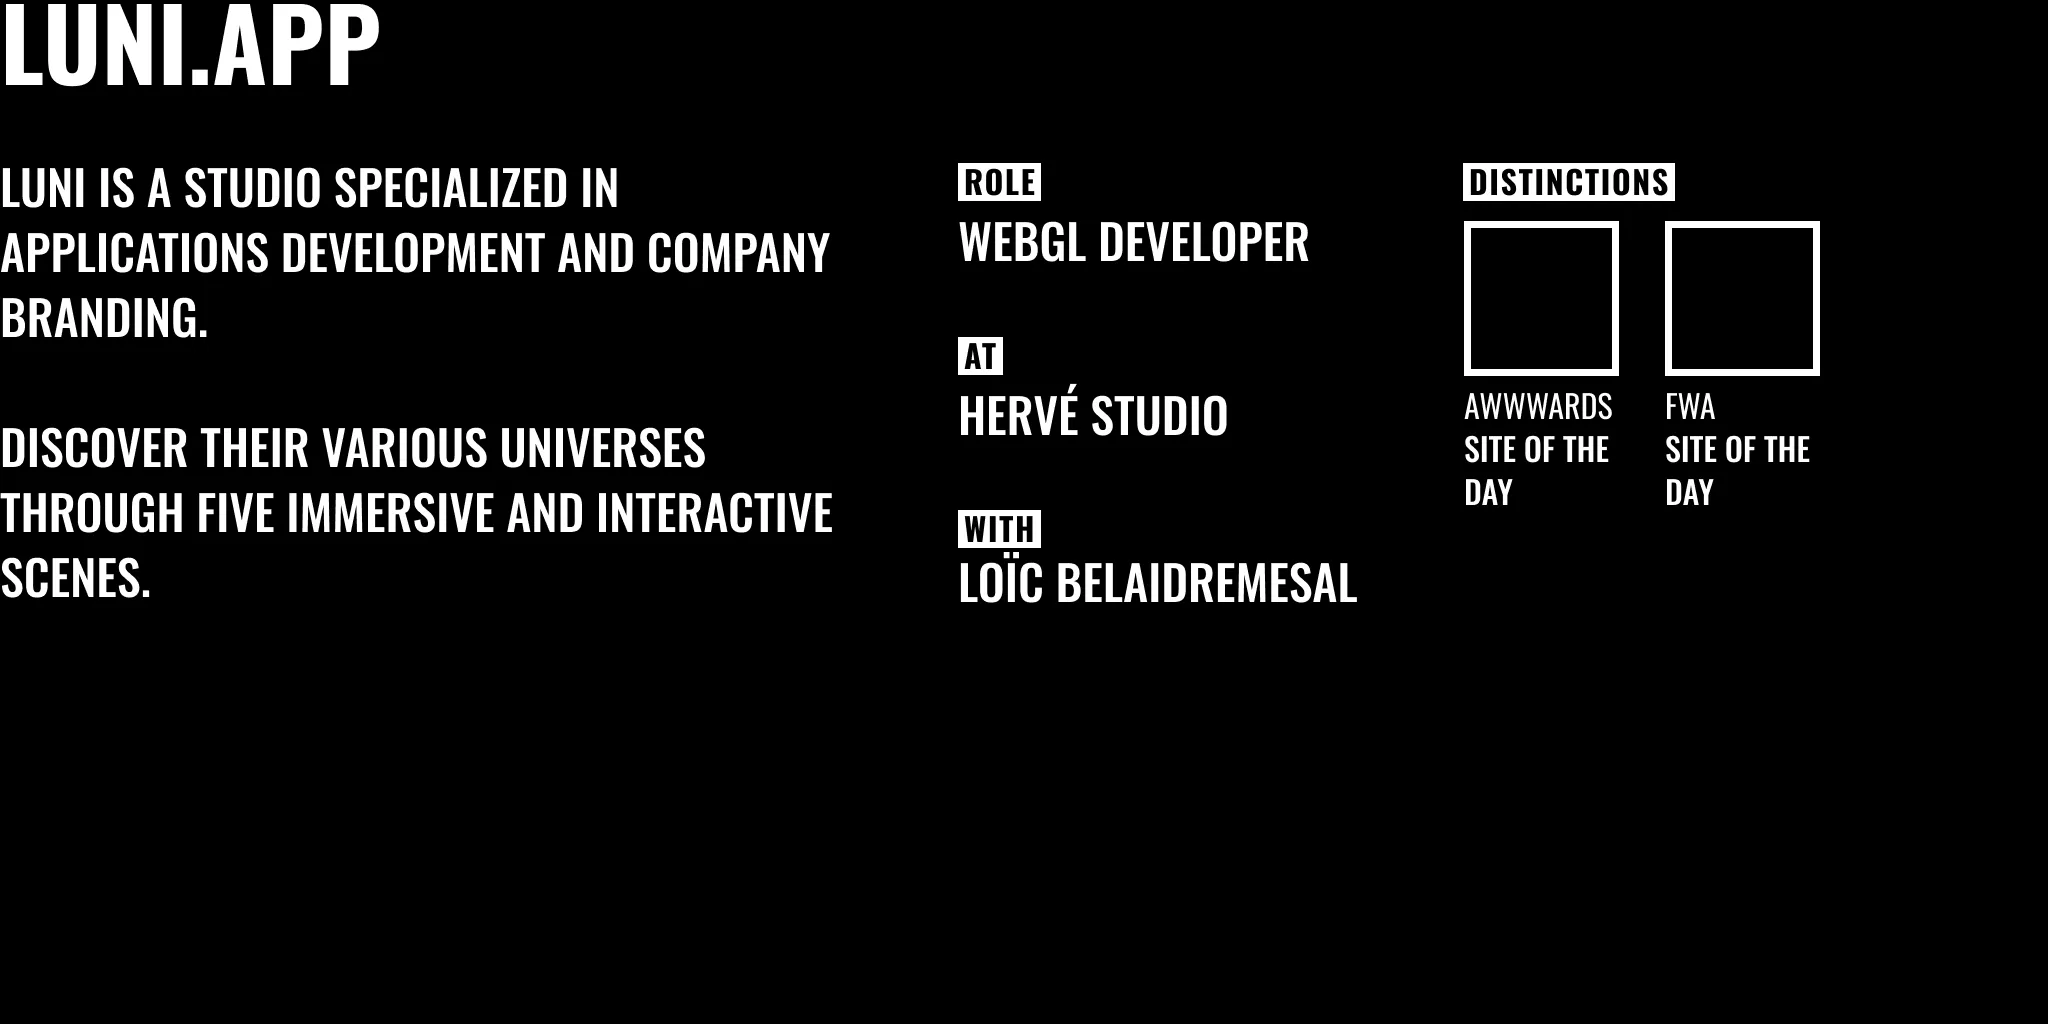 LUNI.APP
LUNI IS A STUDIO SPECIALIZED IN
APPLICATIONS DEVELOPMENT AND COMPANY
BRANDING.
DISCOVER THEIR VARIOUS UNIVERSES
THROUGH FIVE IMMERSIVE AND INTERACTIVE
SCENES.
ROLE
WEBGL DEVELOPER
AT
HERVÉ STUDIO
WITH
LOÏC BELAIDREMESAL
DISTINCTIONS
AWWWARDS
SITE OF THE
DAY
FWA
SITE OF THE
DAY